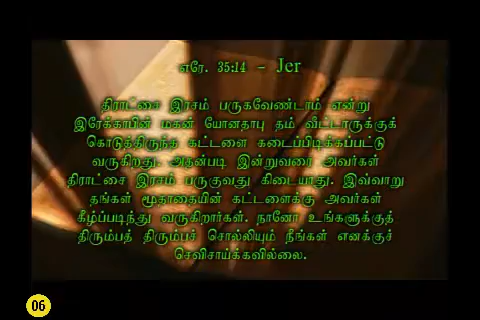 எரே. 35:14 - Jer
திராட்சை இரசம் பருகவேண்டாம் என்று
இரேக்காபின் மகன் யோனதாபு தம் வீட்டாருக்குக்
கொடுத்திருந்த கட்டளை கடைப்பிடிக்கப்பட்டு
வருகிறது. அதன்படி இன்றுவரை அவர்கள்
திராட்சை இரசம் பருகுவது கிடையாது. இவ்வாறு
தங்கள் மூதாதையின் கட்டளைக்கு அவர்கள்
கீழ்ப்படிந்து வருகிறார்கள். நானோ உங்களுக்குத்
திரும்பத் திரும்பச் சொல்லியும் நீங்கள் எனக்குச்
செவிசாய்க்கவில்லை.
06